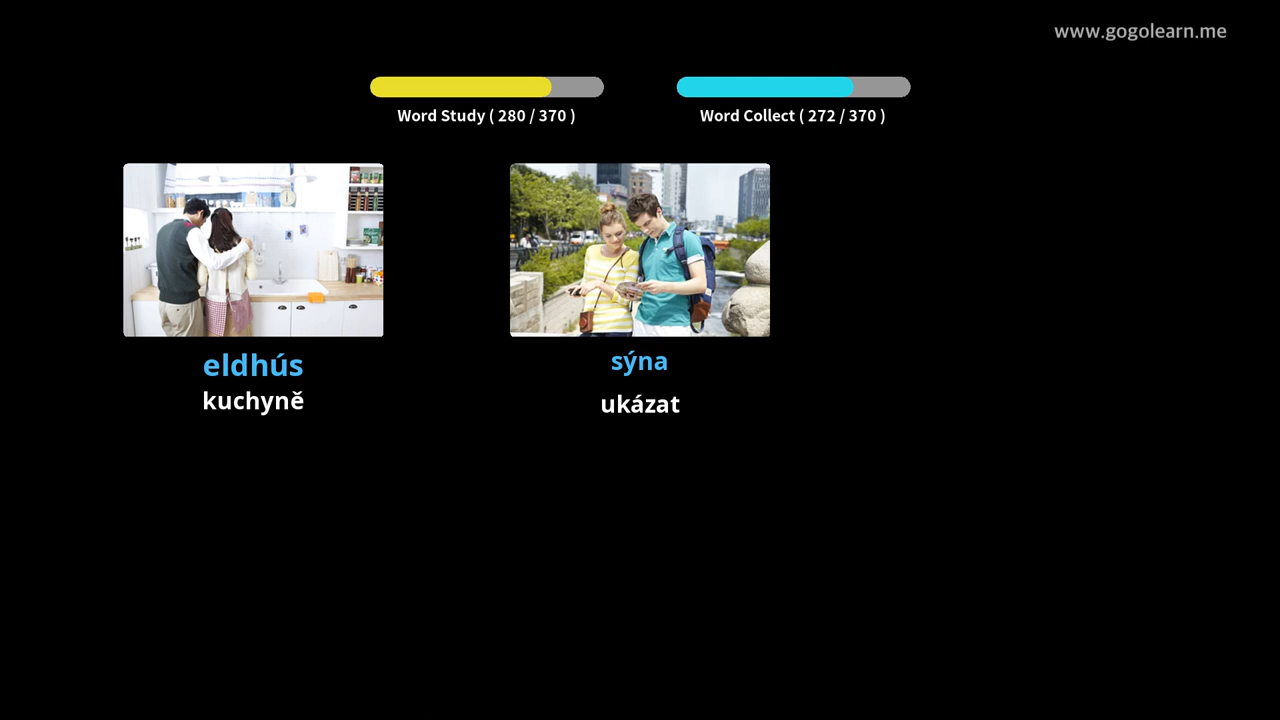 www.gogolearn.me
Word Study ( 280 / 370 )
Word Collect ( 272 / 370 )
eldhús
kuchyně
sýna
ukázat